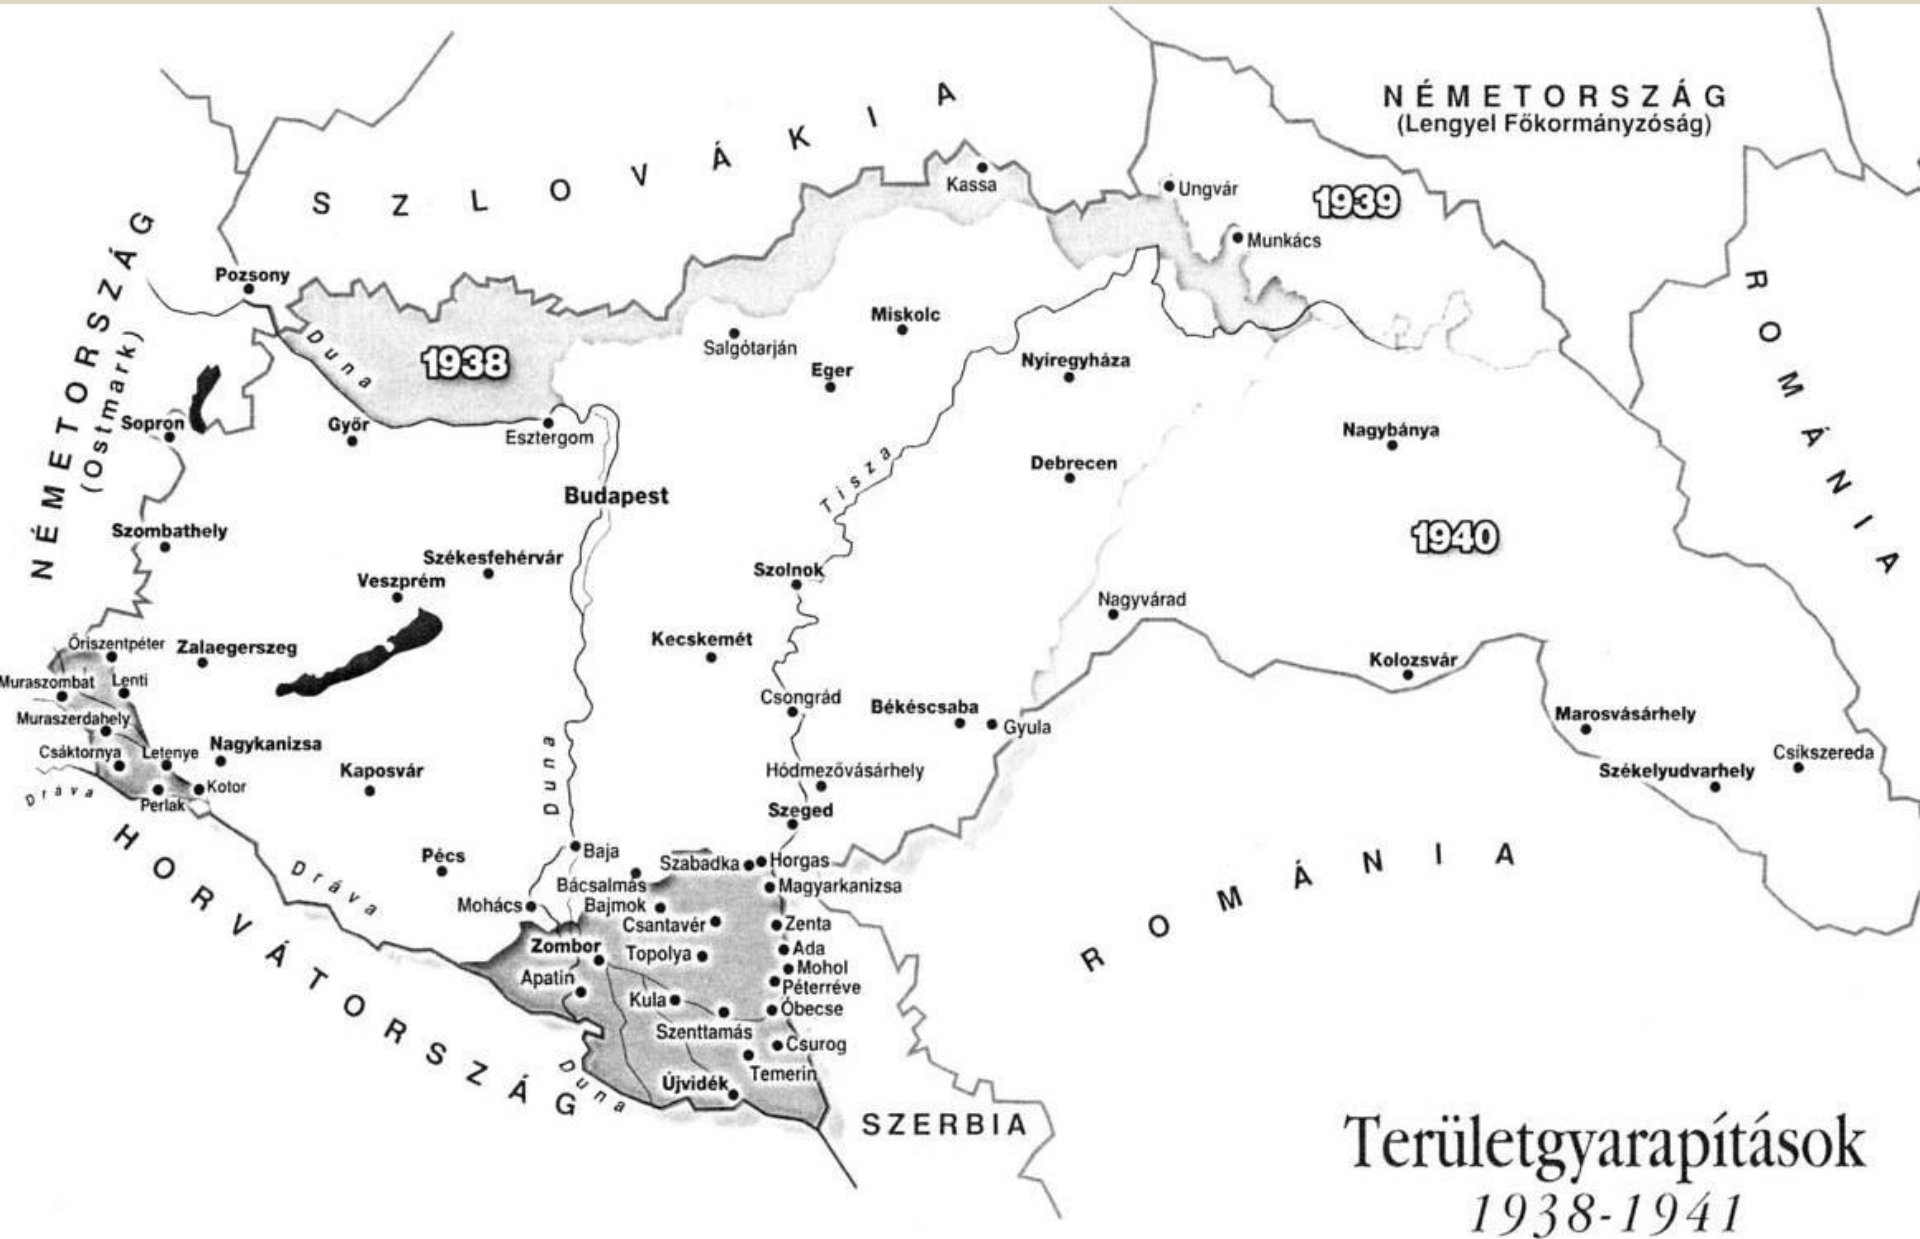 NÉMETORSZÁG
(Lengyel Főkormányzóság)
SZLOVÁKIA
Kassa
Ungvár
1939
Munkács
NÉMETORSZÁG
(Ostmark)
Pozsony
ROMÁNIA
Duna
1938
Salgótarján
Miskolc
Eger
Nyíregyháza
Sopron
Győr
Esztergom
Nagybánya
Debrecen
Tisza
Budapest
1940
Szombathely
Székesfehérvár
Veszprém
Szolnok
Nagyvárad
Őriszentpéter
Zalaegerszeg
Kecskemét
Kolozsvár
Muraszombat
Lenti
Csongrád
Békéscsaba
Gyula
Marosvásárhely
Muraszerdahely
Csáktornya
Letenye
Nagykanizsa
Csíkszereda
Duna
Kaposvár
Hódmezővásárhely
Székelyudvarhely
Dráva
Perlak
Kotor
Szeged
HORVÁTORSZÁG
Dráva
Pécs
Baja
Szabadka
Horgas
ROMÁNIA
Bácsalmás
Magyarkanizsa
Mohács
Bajmok
Csantavér
Zenta
Zombor
Topolya
Ada
Mohol
Apatin
Péterréve
Kula
Óbecse
Szenttamás
Csurog
Duna
Temerin
Újvidék
SZERBIA
Területgyarapítások
1938-1941